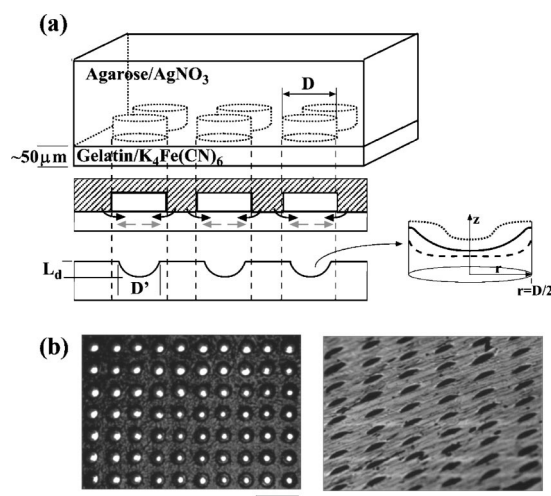 (a)
Agarose/AgNO₃
D
~50μm
Gelatin/K₄Fe(CN)₆
z
L_d
D'
r
r=D/2
(b)